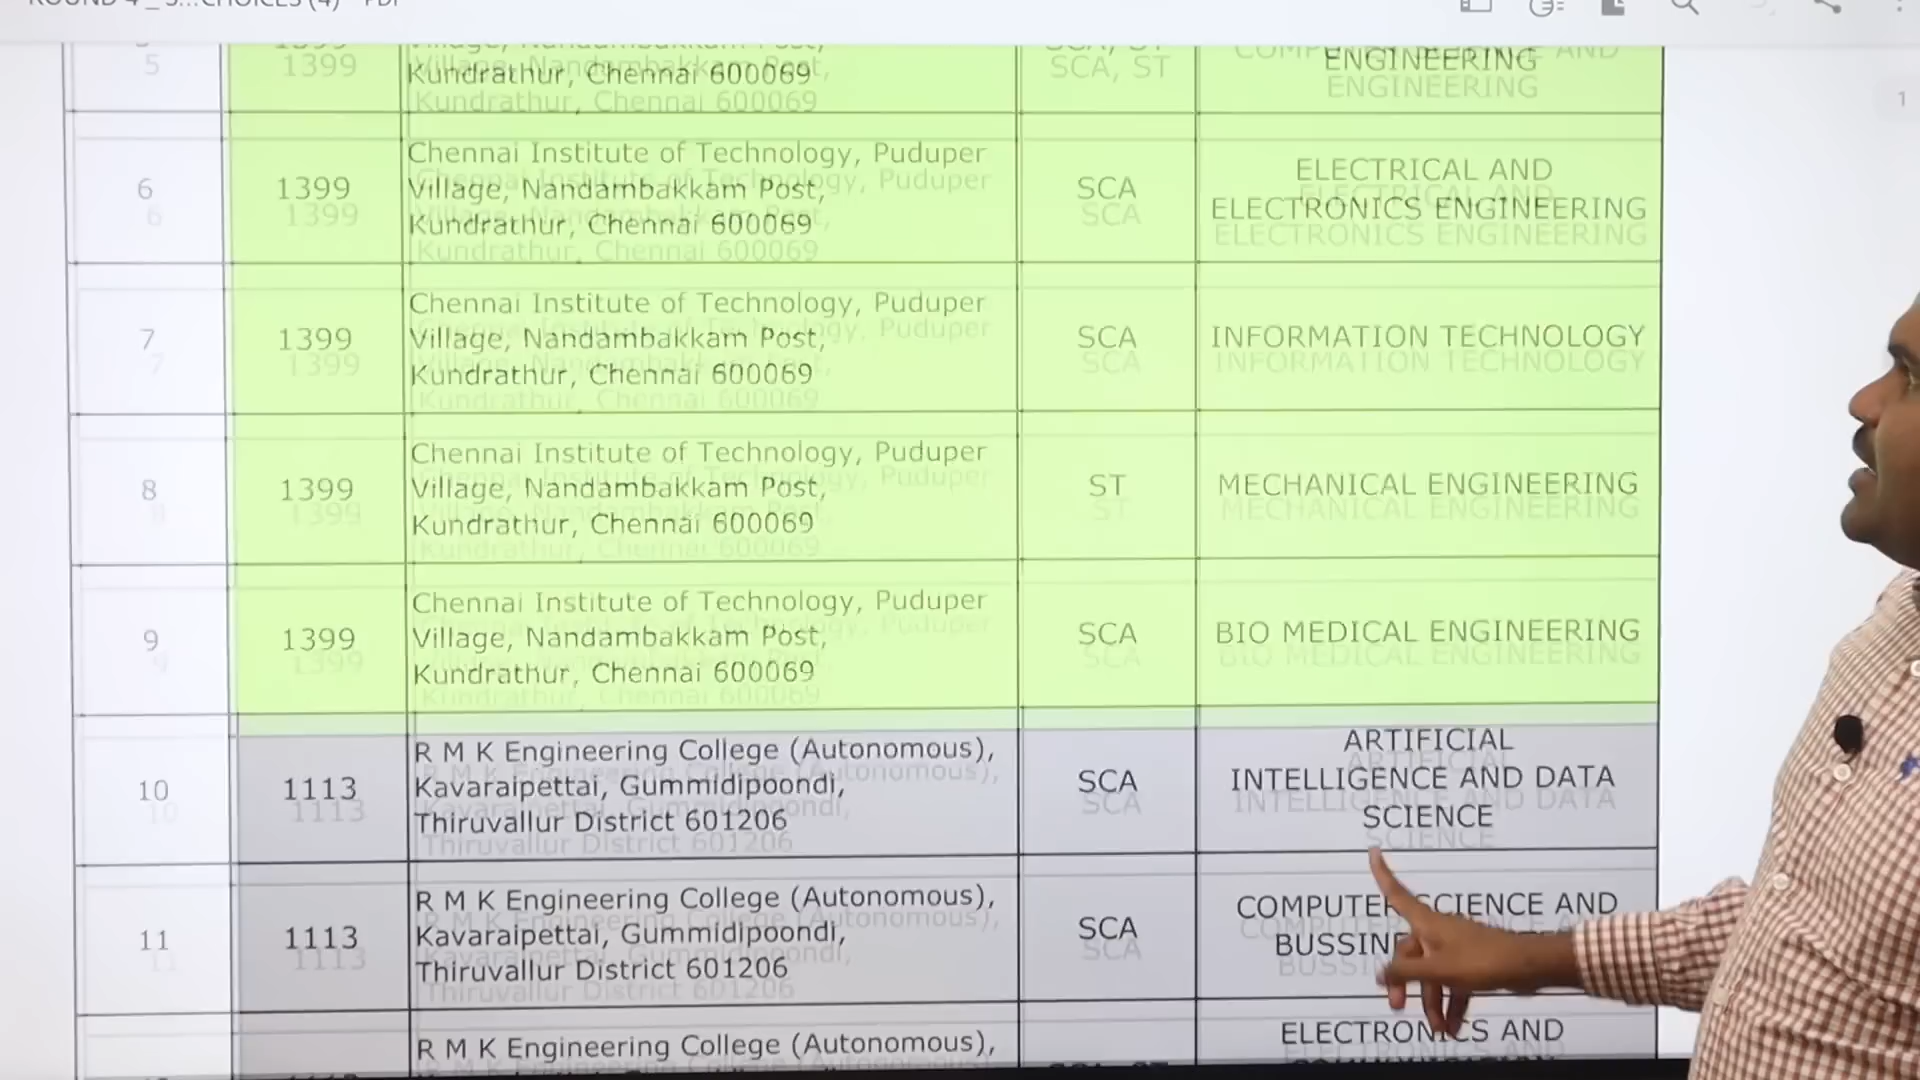 5 1399 Kundrathur, Chennai 600069 SCA, ST ENGINEERING
6 1399 Chennai Institute of Technology, Puduper
Village, Nandambakkam Post,
Kundrathur, Chennai 600069 SCA ELECTRICAL AND
ELECTRONICS ENGINEERING
7 1399 Chennai Institute of Technology, Puduper
Village, Nandambakkam Post,
Kundrathur, Chennai 600069 SCA INFORMATION TECHNOLOGY
8 1399 Chennai Institute of Technology, Puduper
Village, Nandambakkam Post,
Kundrathur, Chennai 600069 ST MECHANICAL ENGINEERING
9 1399 Chennai Institute of Technology, Puduper
Village, Nandambakkam Post,
Kundrathur, Chennai 600069 SCA BIO MEDICAL ENGINEERING
10 1113 R M K Engineering College (Autonomous),
Kavaraipettai, Gummidipoondi,
Thiruvallur District 601206 SCA ARTIFICIAL
INTELLIGENCE AND DATA
SCIENCE
11 1113 R M K Engineering College (Autonomous),
Kavaraipettai, Gummidipoondi,
Thiruvallur District 601206 SCA COMPUTER SCIENCE AND
R M K Engineering College (Autonomous), ELECTRONICS AND
1